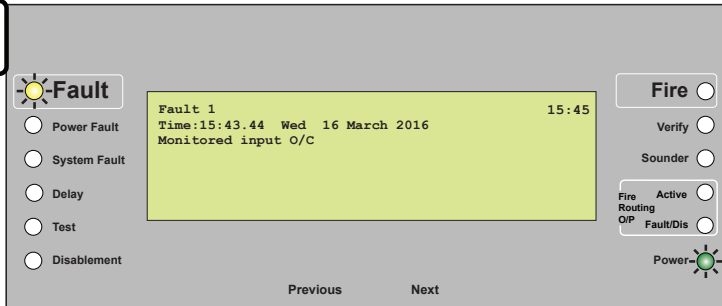 Fault
Power Fault
System Fault
Delay
Test
Disablement
Fault 1 15:45
Time:15:43.44 Wed 16 March 2016
Monitored input O/C
Fire
Verify
Sounder
Fire Routing O/P
Active
Fault/Dis
Power
Previous Next